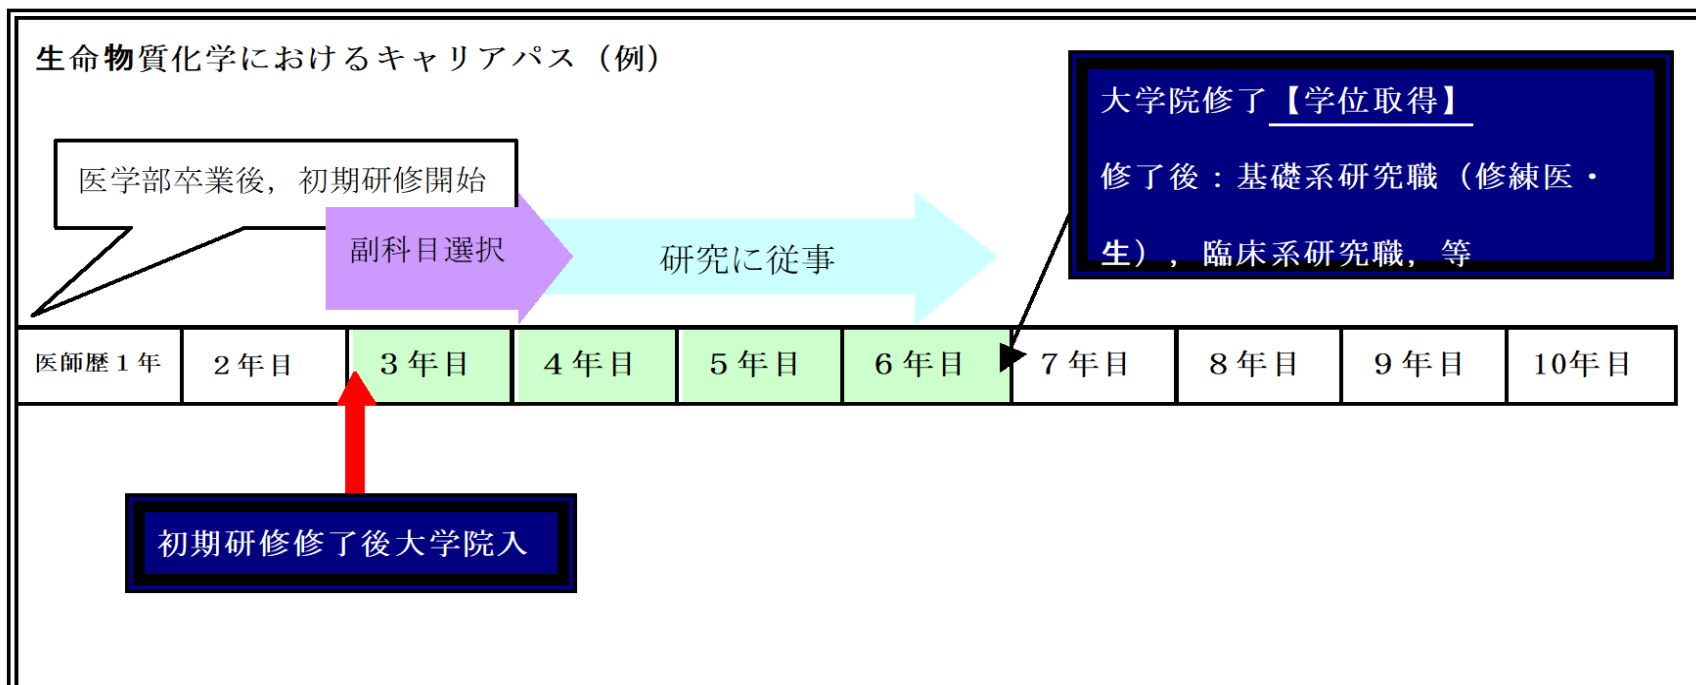 生命物質化学におけるキャリアパス（例）
大学院修了【学位取得】
修了後：基礎系研究職（修練医・
生），臨床系研究職，等
医学部卒業後，初期研修開始
副科目選択
研究に従事
医師歴１年
２年目
３年目
４年目
５年目
６年目
７年目
８年目
９年目
10年目
初期研修修了後大学院入